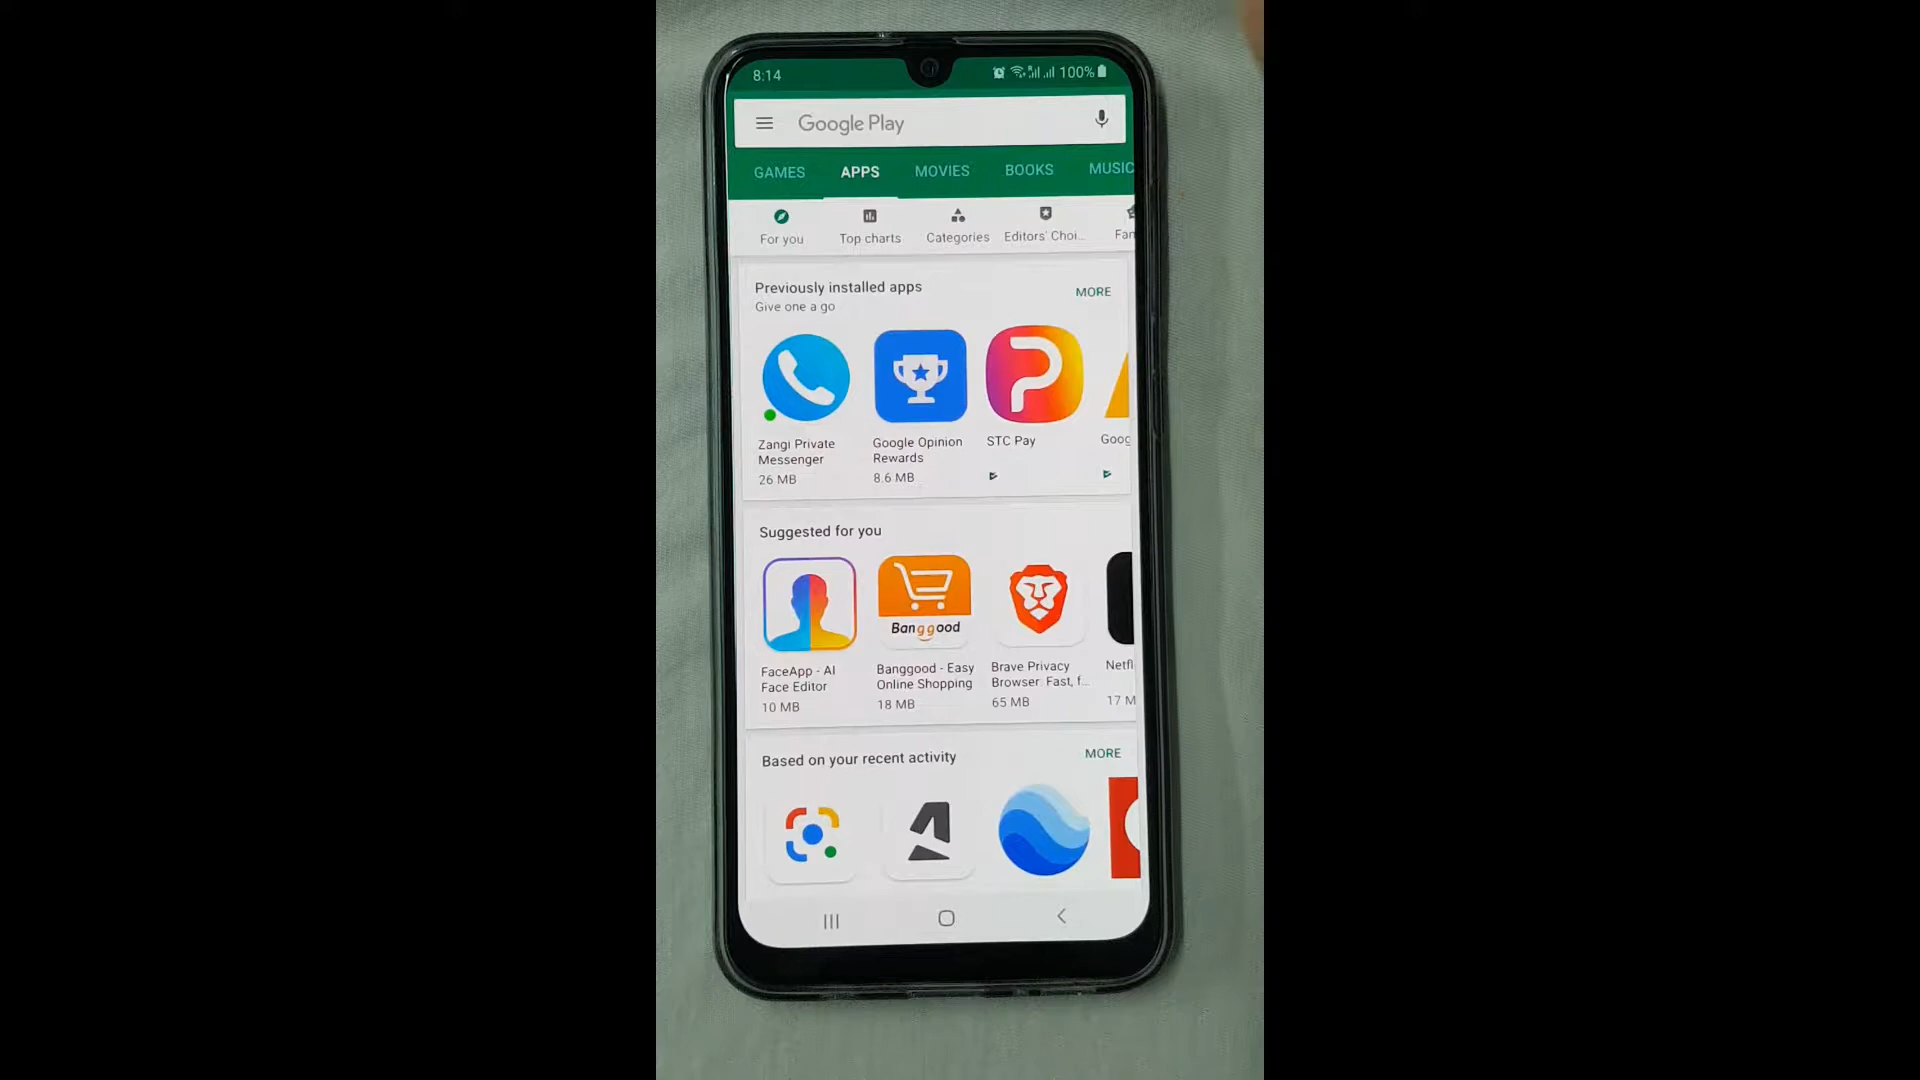 8:14
100%
Google Play
GAMES APPS MOVIES BOOKS MUSIC
For you Top charts Categories Editors' Choi...
Previously installed apps MORE
Give one a go
Zangi Private
Messenger
26 MB
Google Opinion
Rewards
8.6 MB
STC Pay
Goog
Suggested for you
Banggood
FaceApp - AI
Face Editor
10 MB
Banggood - Easy
Online Shopping
18 MB
Brave Privacy
Browser: Fast, f...
65 MB
Netfli
17 M
Based on your recent activity MORE